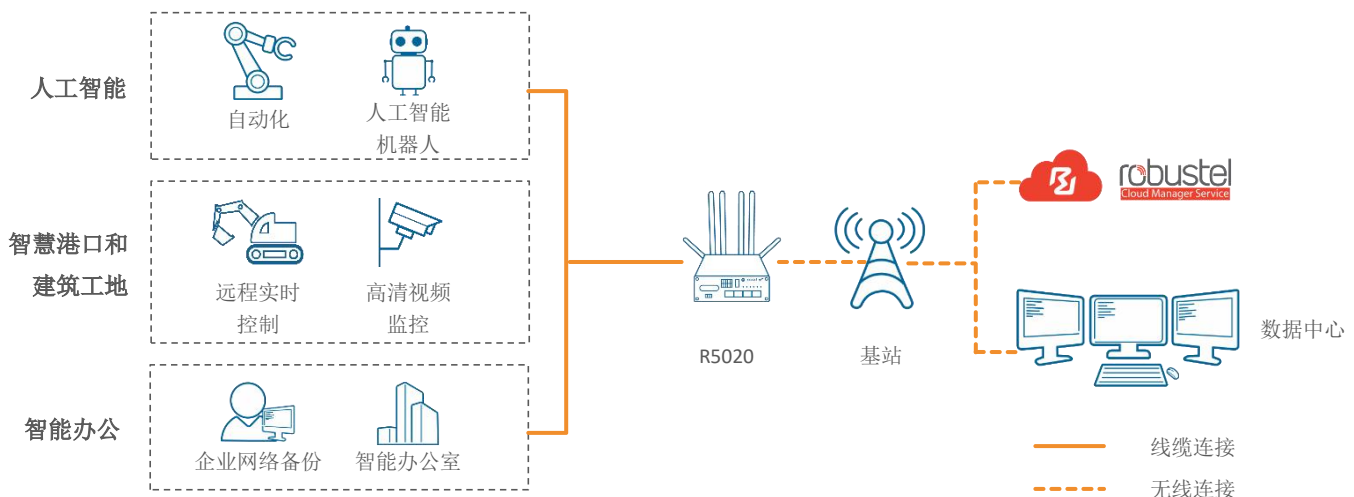 人工智能
自动化
人工智能
机器人
智慧港口和
建筑工地
远程实时
控制
高清视频
监控
智能办公
企业网络备份
智能办公室
R5020
基站
robustel
Cloud Manager Service
数据中心
线缆连接
无线连接